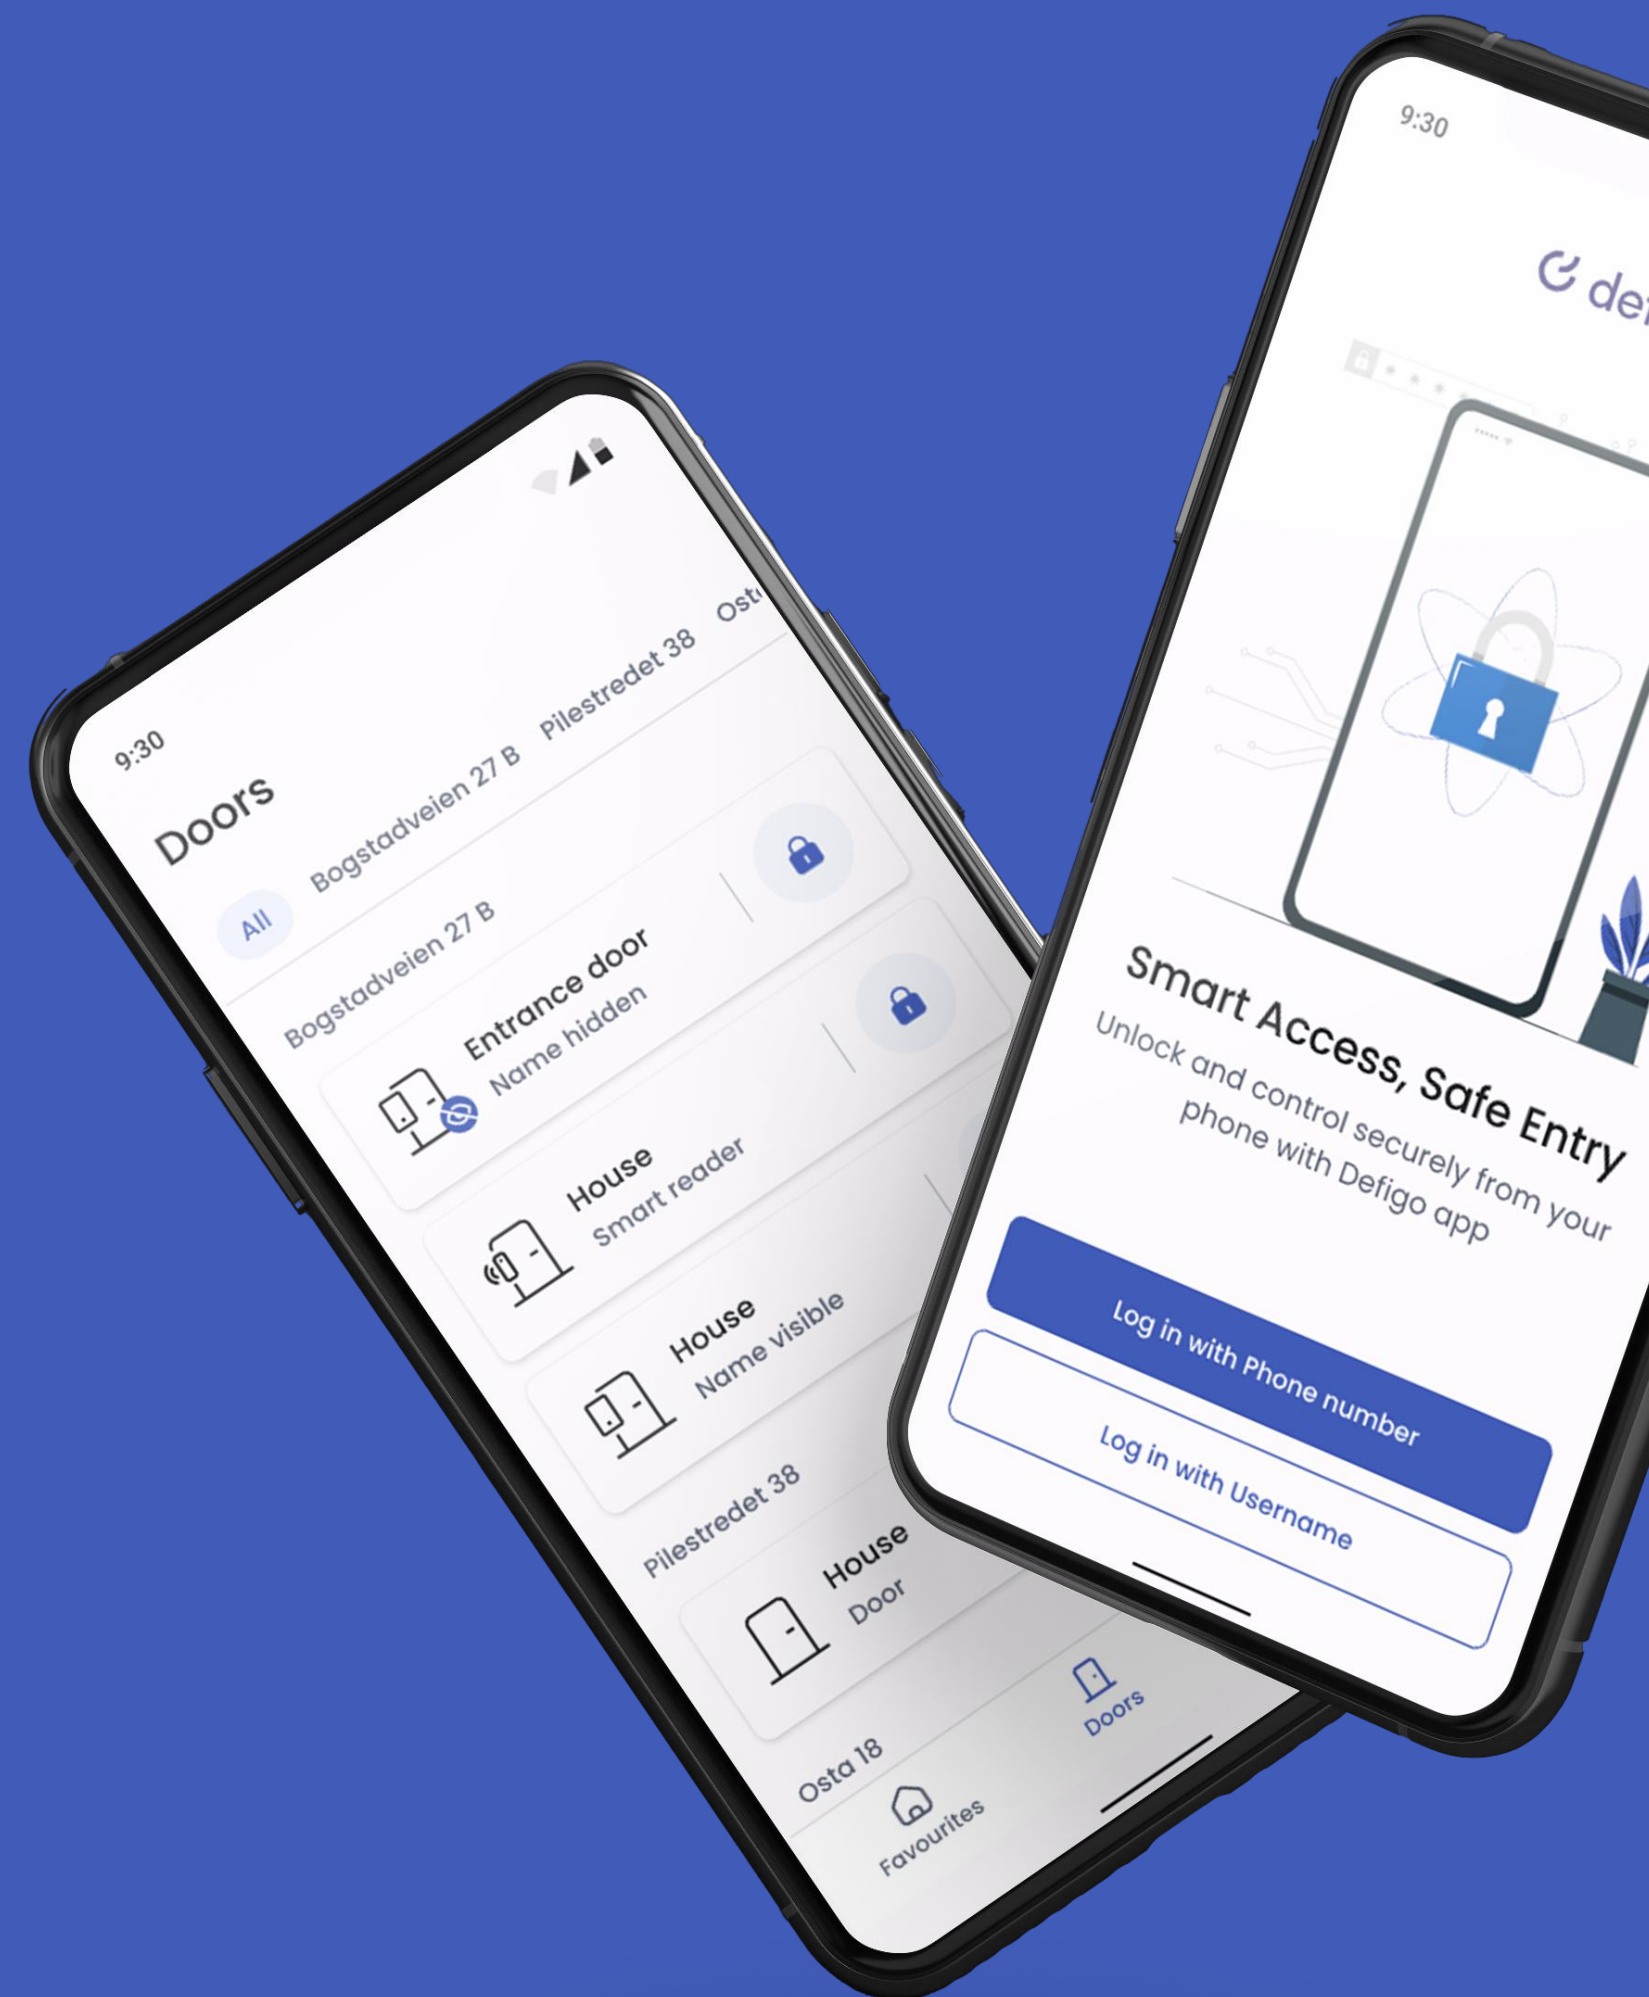 9:30
Doors
All Bogstadveien 27 B Pilestredet 38
Bogstadveien 27 B
Entrance door
Name hidden
House
Smart reader
House
Name visible
Pilestredet 38
House
Door
Osta 18
Favourites
Doors
9:30
Smart Access, Safe Entry
Unlock and control securely from your
phone with Defigo app
Log in with Phone number
Log in with Username